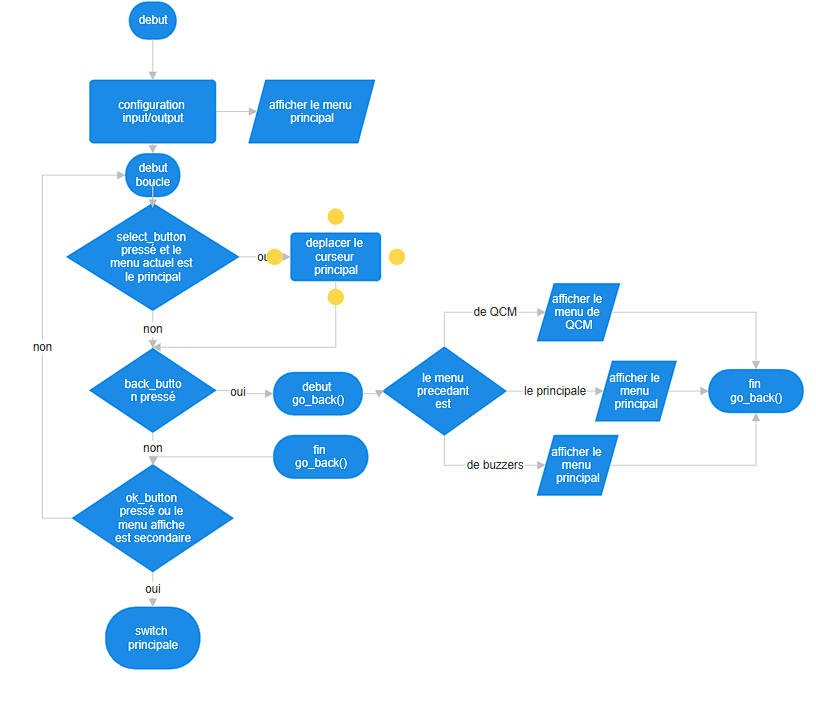 debut
configuration
input/output
afficher le menu
principal
debut
boucle
select_button
pressé et le
menu actuel est
le principal
ou
deplacer le
curseur
principal
non
non
back_butto
n pressé
oui
debut
go_back()
le menu
precedant
est
de QCM
afficher le
menu de
QCM
le principale
afficher le
menu
principal
de buzzers
afficher le
menu
principal
fin
go_back()
non
fin
go_back()
ok_button
pressé ou le
menu affiche
est secondaire
oui
switch
principale